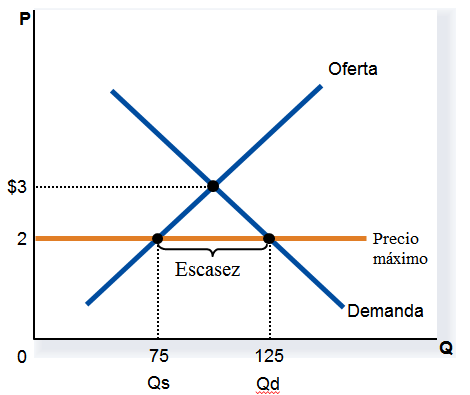 P
Oferta
$3
2
Precio
máximo
Escasez
Demanda
0
75
125
Q
Qs
Qd